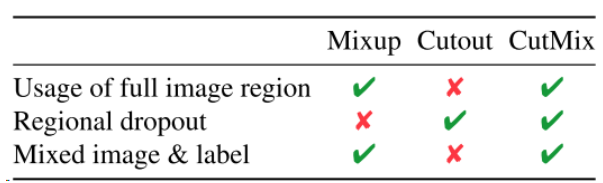 Mixup Cutout CutMix
Usage of full image region ✔ ✘ ✔
Regional dropout ✘ ✔ ✔
Mixed image & label ✔ ✘ ✔